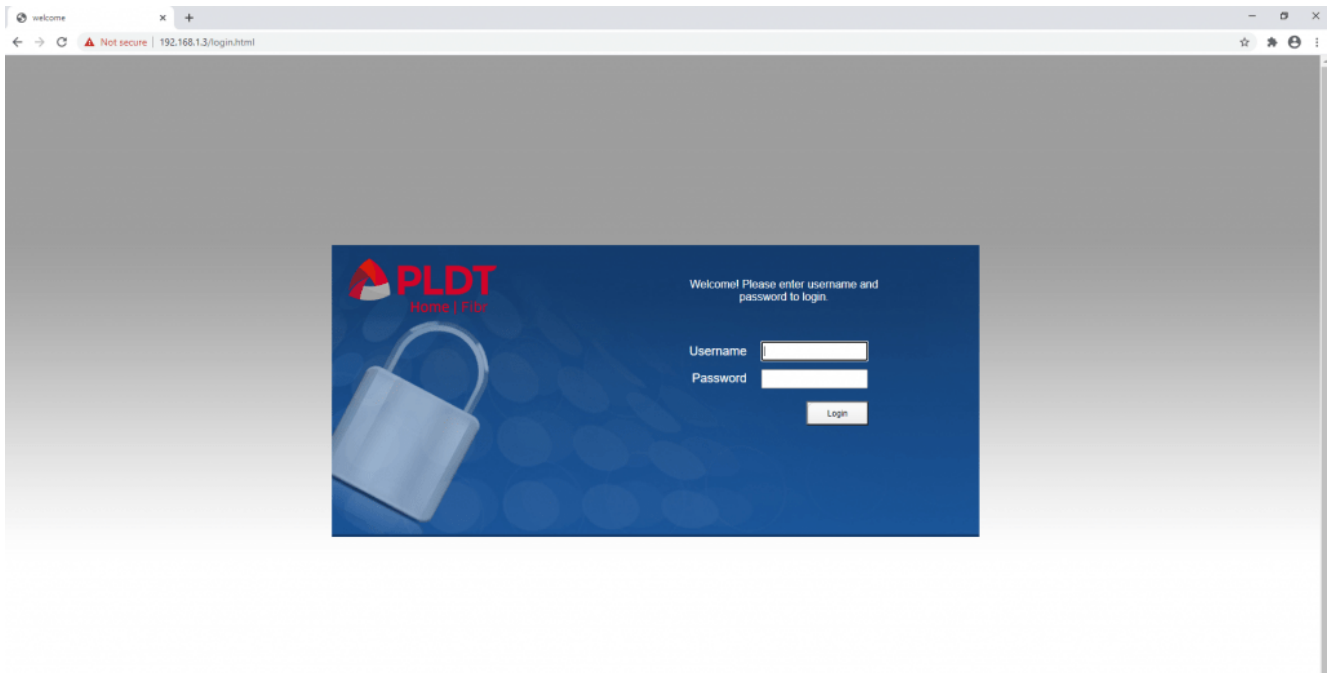 welcome
Not secure | 192.168.1.3/login.html
PLDT
Home | Fibr
Welcome! Please enter username and
password to login.
Username
Password
Login